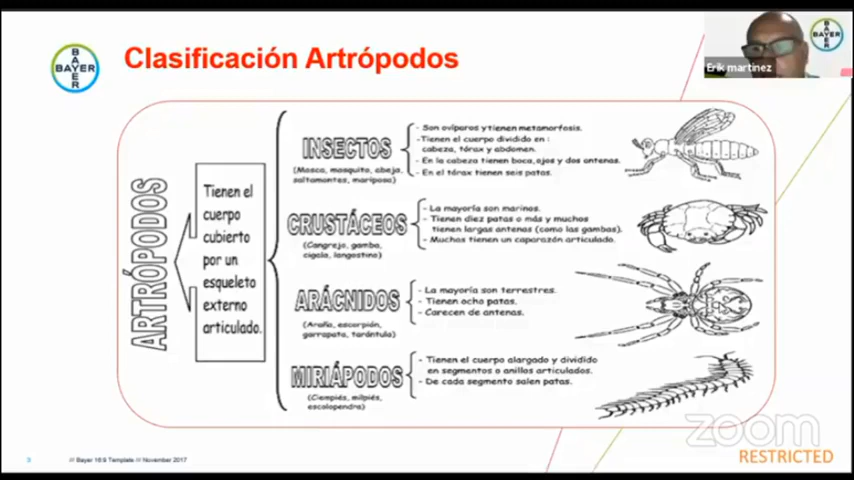 BAYER
BAYER
Clasificación Artrópodos
BAYER
BAYER
Erik martinez
ARTRÓPODOS
Tienen el
cuerpo
cubierto
por un
esqueleto
externo
articulado.
INSECTOS
(Mosca, mosquito, abeja,
saltamontes, mariposa)
- Son ovíparos y tienen metamorfosis.
-Tienen el cuerpo dividido en :
cabeza, tórax y abdomen.
- En la cabeza tienen boca, ojos y dos antenas.
- En el tórax tienen seis patas.
CRUSTÁCEOS
(Cangrejo, gamba,
cigala, langostino)
- La mayoría son marinos.
- Tienen diez patas o más y muchos
tienen largas antenas (como las gambas).
- Muchos tienen un caparazón articulado.
ARÁCNIDOS
(Araña, escorpión,
garrapata, tarántula)
- La mayoría son terrestres.
- Tienen ocho patas.
- Carecen de antenas.
MIRIÁPODOS
(Ciempiés, milpiés,
escolopendra)
- Tienen el cuerpo alargado y dividido
en segmentos o anillos articulados.
- De cada segmento salen patas.
zoom
3
/// Bayer 16:9 Template /// November 2017
RESTRICTED